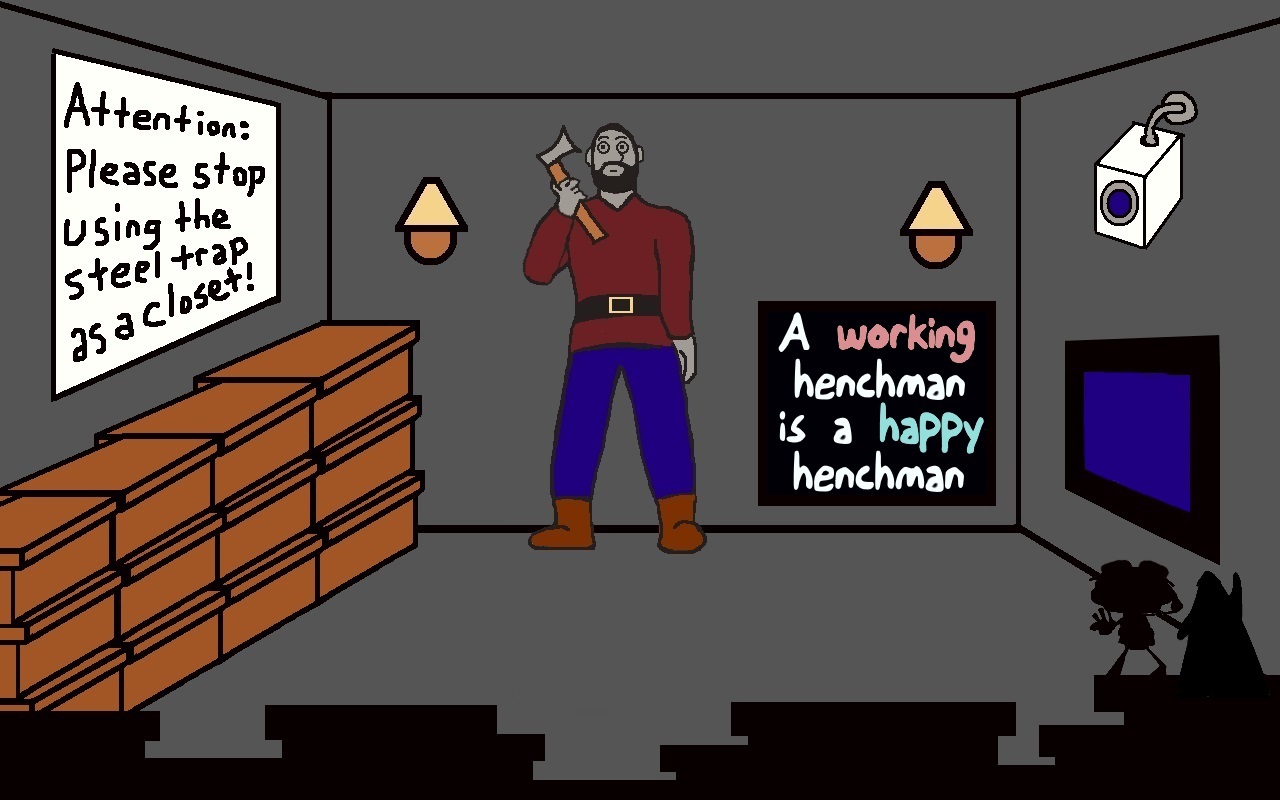 Attention:
Please stop
using the
steel trap
as a closet!
A working
henchman
is a happy
henchman